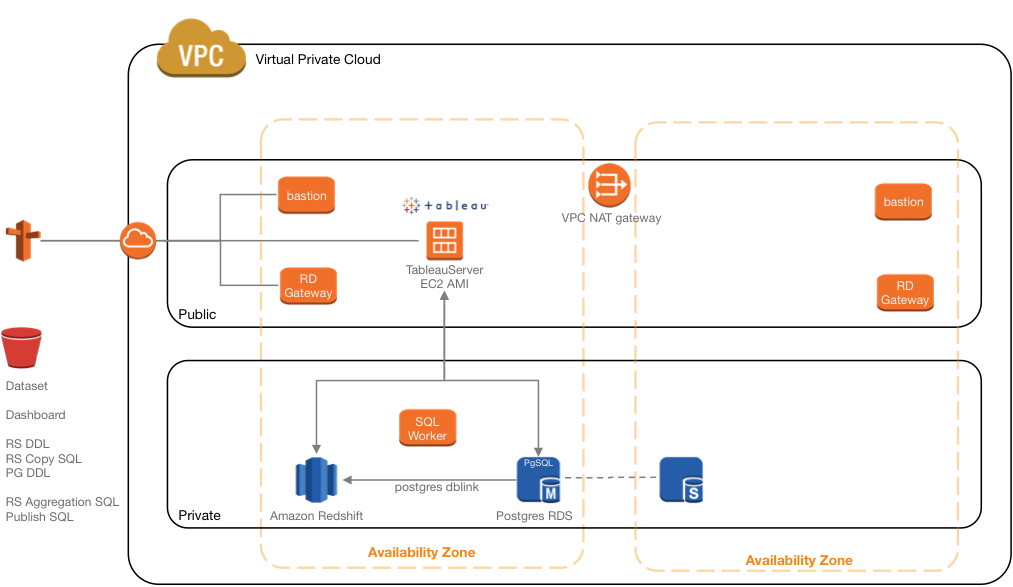 VPC
Virtual Private Cloud
bastion
+ a b l e a u
VPC NAT gateway
bastion
TableauServer
EC2 AMI
RD
Gateway
RD
Gateway
Public
Dataset
Dashboard
RS DDL
RS Copy SQL
PG DDL
RS Aggregation SQL
Publish SQL
SQL
Worker
PgSQL
M
S
postgres dblink
Amazon Redshift
Postgres RDS
Private
Availability Zone
Availability Zone